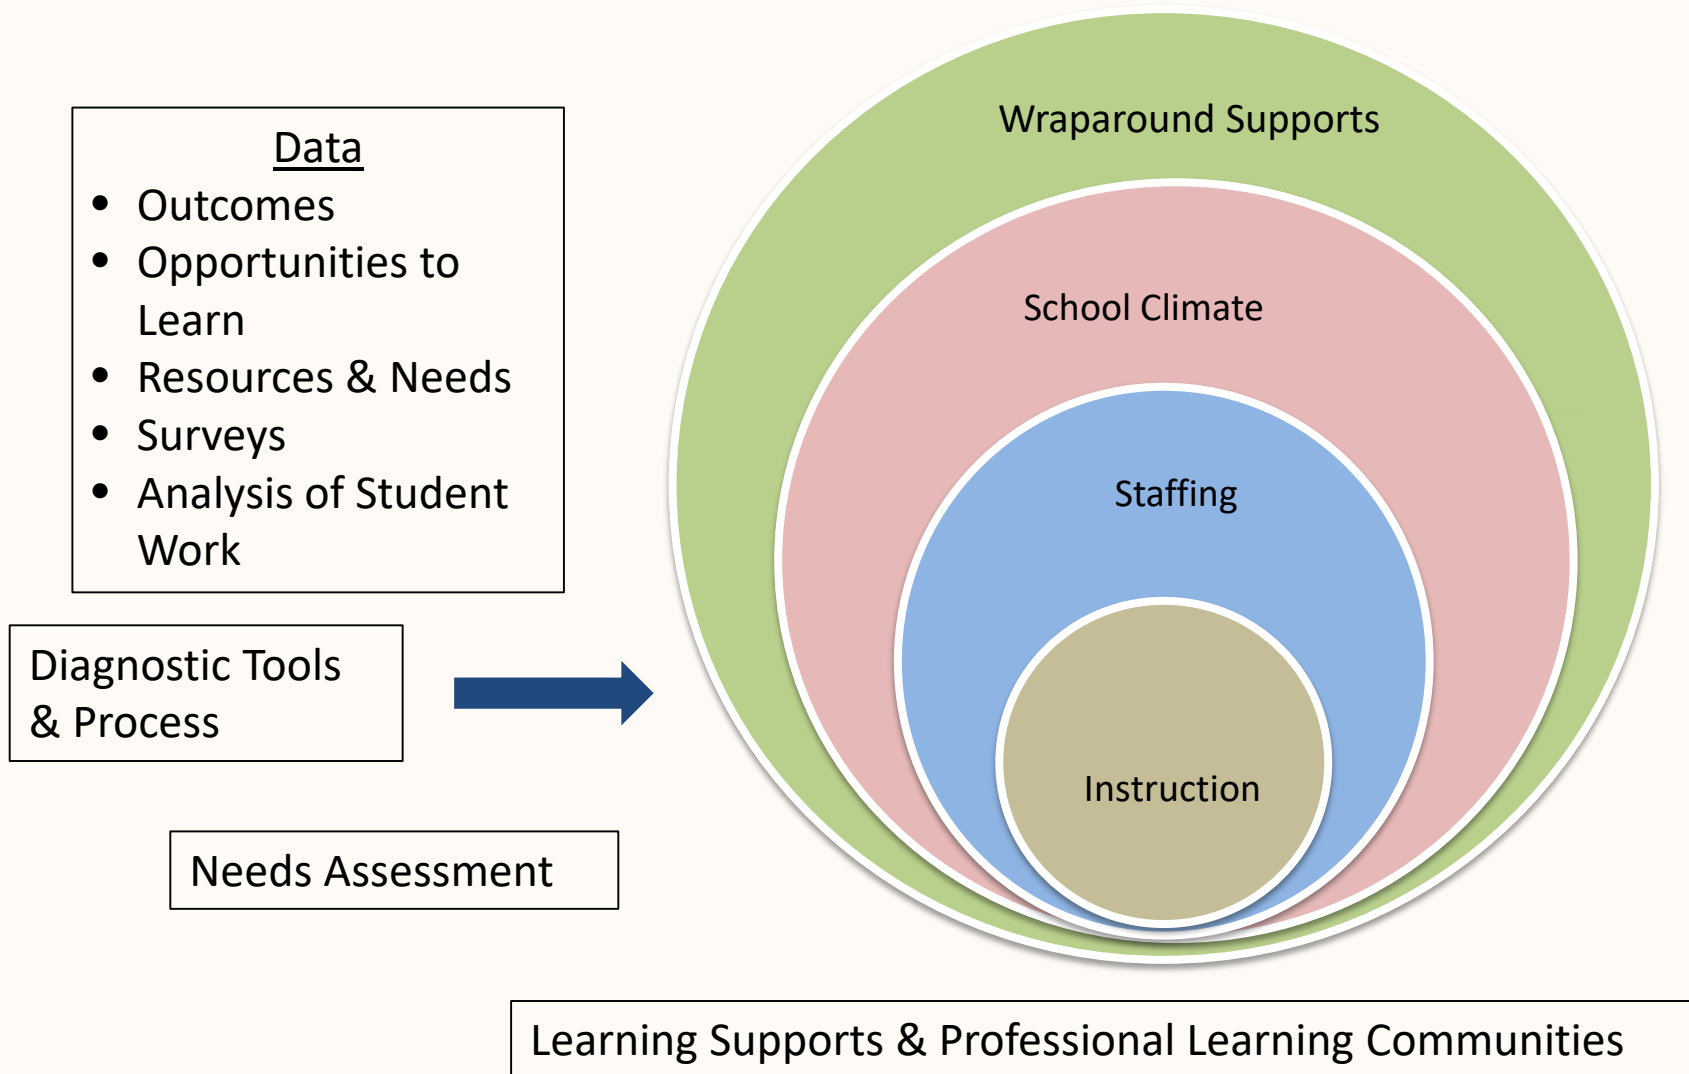 Data
• Outcomes
• Opportunities to
Learn
• Resources & Needs
• Surveys
• Analysis of Student
Work
Diagnostic Tools
& Process
Needs Assessment
Wraparound Supports
School Climate
Staffing
Instruction
Learning Supports & Professional Learning Communities